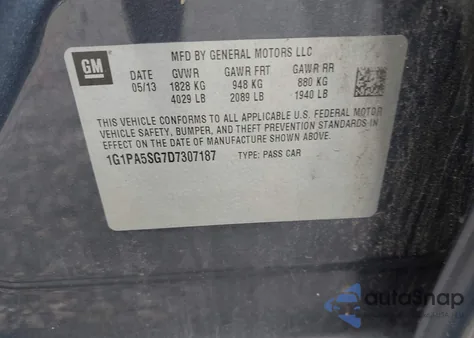 GM
MFD BY GENERAL MOTORS LLC
DATE GVWR GAWR FRT GAWR RR
05/13 1828 KG 948 KG 880 KG
4029 LB 2089 LB 1940 LB
THIS VEHICLE CONFORMS TO ALL APPLICABLE U.S. FEDERAL MOTOR
VEHICLE SAFETY, BUMPER, AND THEFT PREVENTION STANDARDS IN
EFFECT ON THE DATE OF MANUFACTURE SHOWN ABOVE.
1G1PA5SG7D7307187 TYPE: PASS CAR
autoSnap